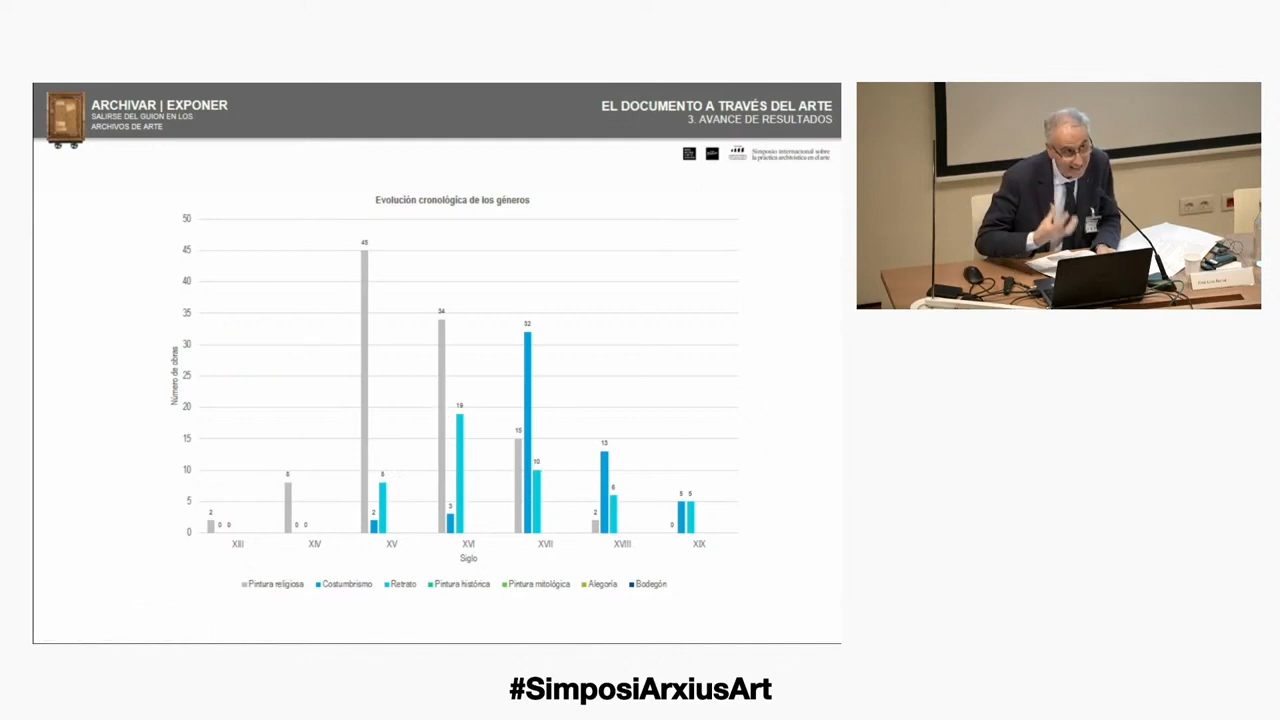 ARCHIVAR | EXPONER
SALIRSE DEL GUION EN LOS
ARCHIVOS DE ARTE
EL DOCUMENTO A TRAVÉS DEL ARTE
3. AVANCE DE RESULTADOS
Simposio internacional sobre
la práctica archivística en el arte
Evolución cronológica de los géneros
Número de obras
50
45
40
35
30
25
20
15
10
5
0
2 0 0
8 0 0
45 2 8
34 3 19
15 32 10
2 13 6
0 5 5
XIII XIV XV XVI XVII XVIII XIX
Siglo
Pintura religiosa Costumbrismo Retrato Pintura histórica Pintura mitológica Alegoría Bodegón
#SimposiArxiusArt